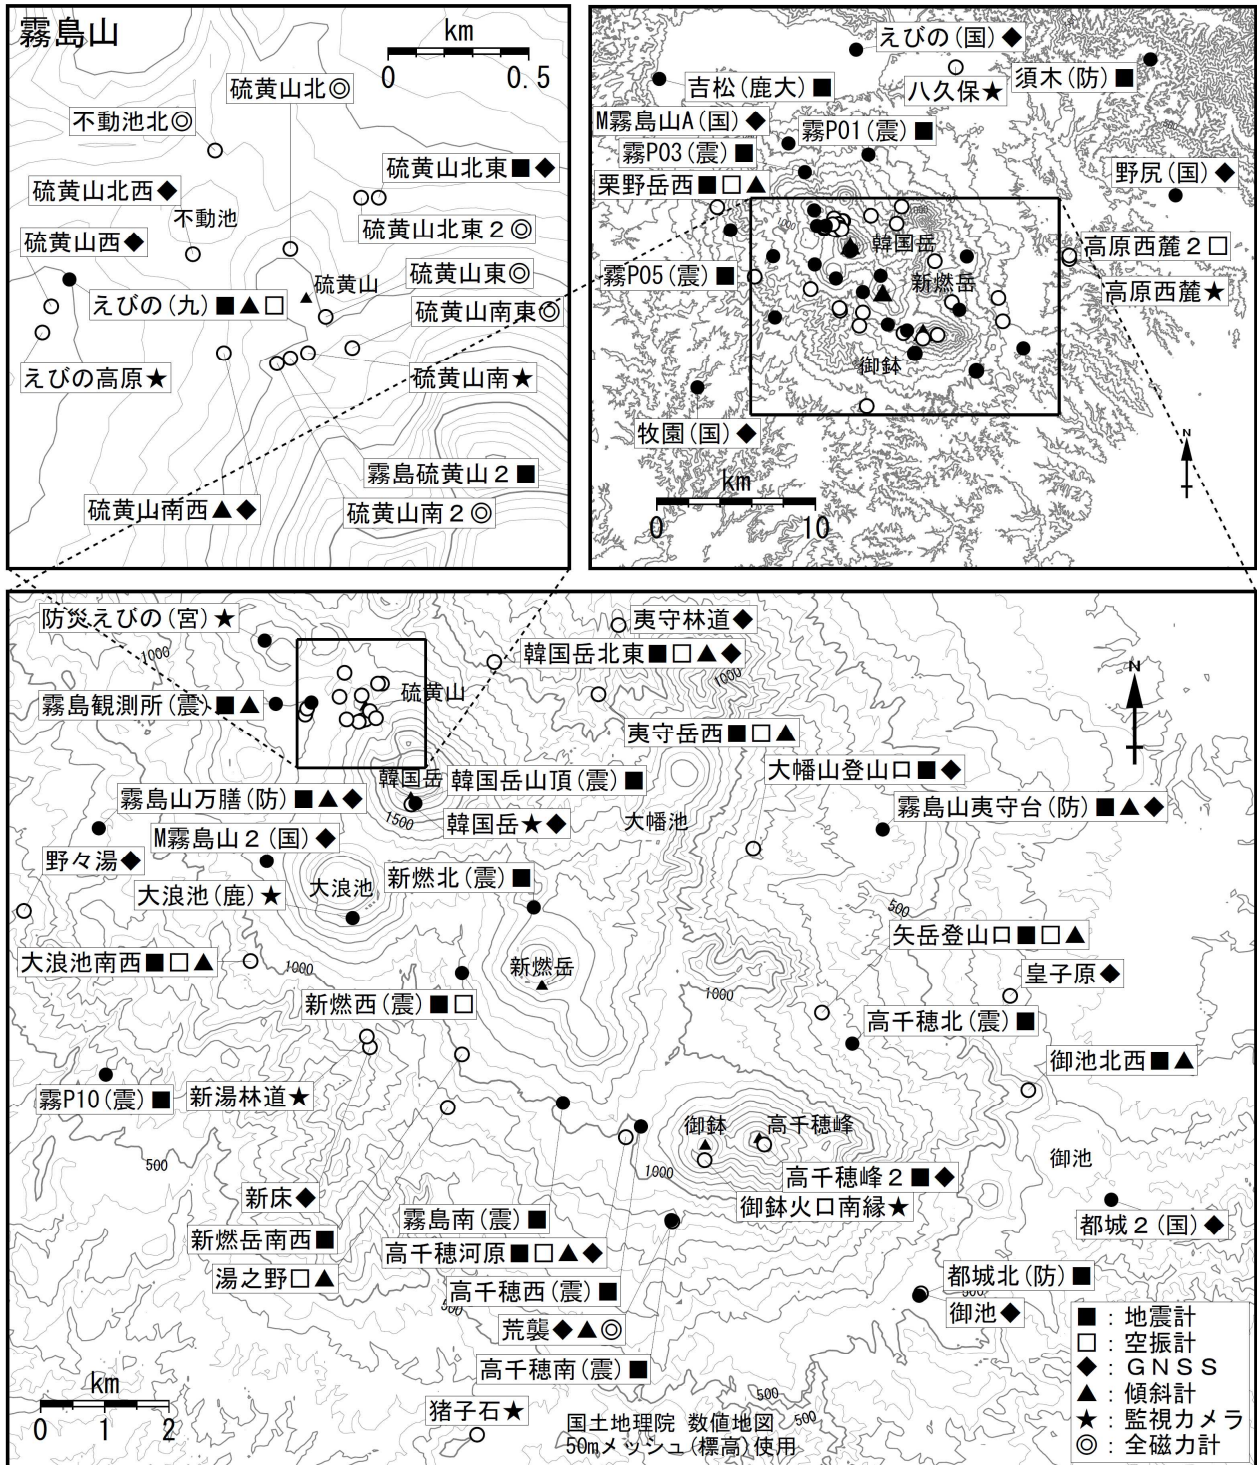 霧島山
km
0 0.5
硫黄山北◎
不動池北◎
硫黄山北東■◆
硫黄山北西◆
不動池
硫黄山北東2◎
硫黄山西◆
硫黄山東◎
硫黄山
えびの(九)■▲□
硫黄山南東◎
えびの高原★
硫黄山南★
霧島硫黄山2■
硫黄山南西▲◆
硫黄山南2◎
えびの(国)◆
吉松(鹿大)■
八久保★
須木(防)■
M霧島山A(国)◆
霧P01(震)■
霧P03(震)■
栗野岳西■□▲
野尻(国)◆
韓国岳
高原西麓2□
霧P05(震)■
新燃岳
高原西麓★
御鉢
牧園(国)◆
km
0 10
N
1000
防災えびの(宮)★
夷守林道◆
韓国岳北東■□▲◆
1000
霧島観測所(震)■▲
硫黄山
夷守岳西■□▲
N
大幡山登山口■◆
韓国岳
韓国岳山頂(震)■
霧島山万膳(防)■▲◆
霧島山夷守台(防)■▲◆
1500
韓国岳★◆
大幡池
M霧島山2(国)◆
野々湯◆
新燃北(震)■
大浪池
大浪池(鹿)★
500
矢岳登山口■□▲
大浪池南西■□▲
1000
新燃岳
皇子原◆
新燃西(震)■□
1000
高千穂北(震)■
御池北西■▲
霧P10(震)■
新湯林道★
御鉢
高千穂峰
500
1000
御池
高千穂峰2■◆
新床◆
霧島南(震)■
御鉢火口南縁★
都城2(国)◆
新燃岳南西■
高千穂河原■□▲◆
湯之野□▲
高千穂西(震)■
都城北(防)■
500
荒襲◆▲◎
御池◆
高千穂南(震)■
km
0 1 2
猪子石★
500
500
国土地理院 数値地図
50mメッシュ(標高)使用
■：地震計
□：空振計
◆：GNSS
▲：傾斜計
★：監視カメラ
◎：全磁力計